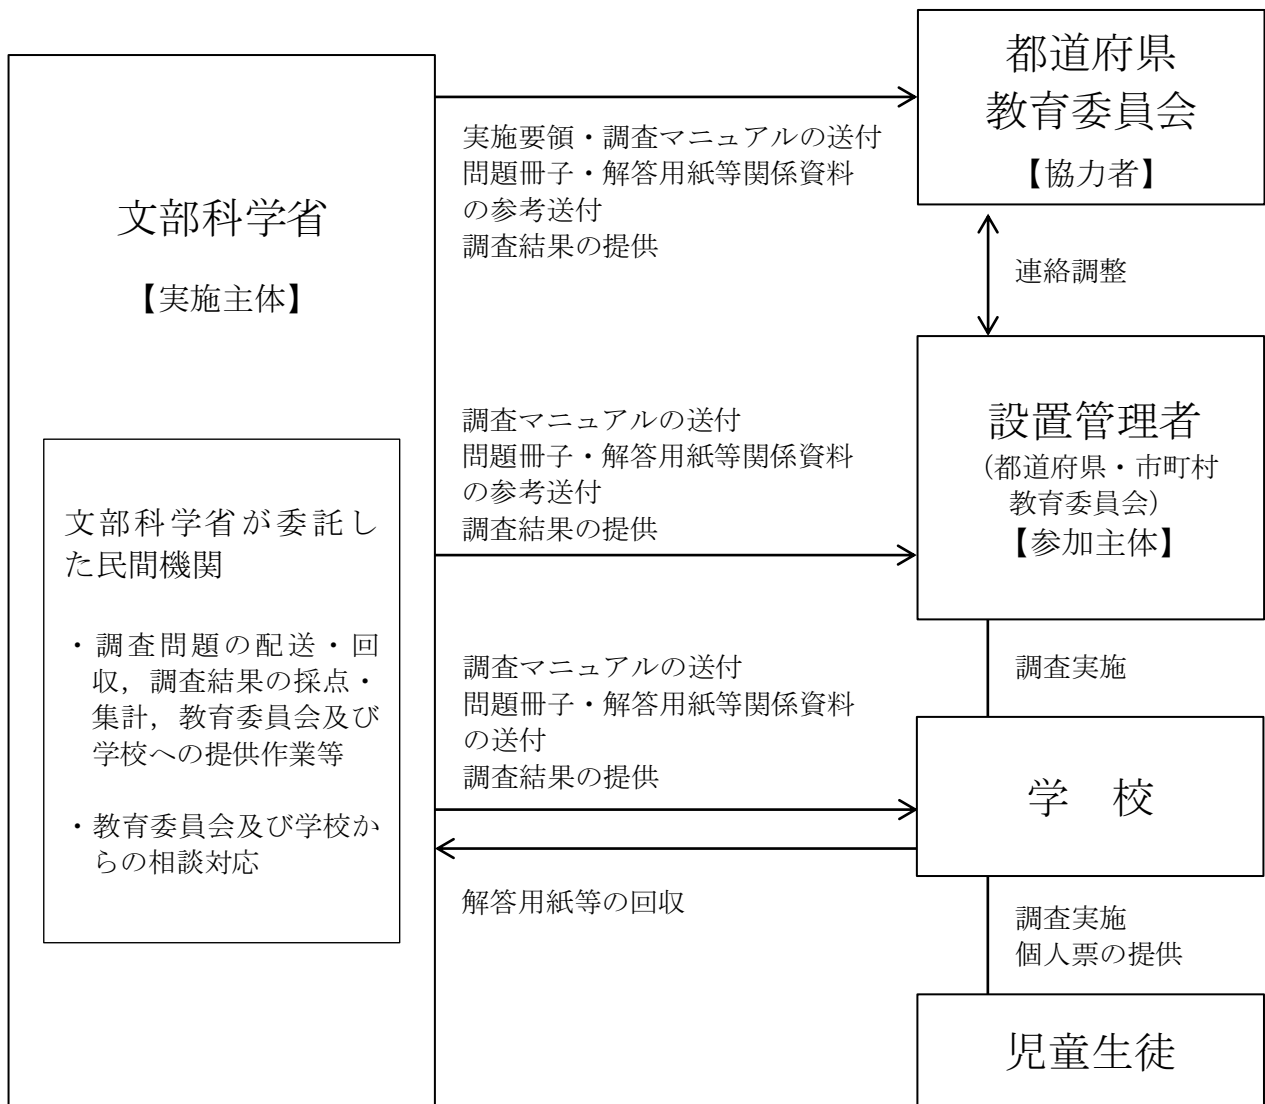 文部科学省
【実施主体】
文部科学省が委託し
た民間機関
・調査問題の配送・回
収，調査結果の採点・
集計，教育委員会及び
学校への提供作業等
・教育委員会及び学校か
らの相談対応
実施要領・調査マニュアルの送付
問題冊子・解答用紙等関係資料
の参考送付
調査結果の提供
調査マニュアルの送付
問題冊子・解答用紙等関係資料
の参考送付
調査結果の提供
調査マニュアルの送付
問題冊子・解答用紙等関係資料
の送付
調査結果の提供
解答用紙等の回収
都道府県
教育委員会
【協力者】
連絡調整
設置管理者
（都道府県・市町村
教育委員会）
【参加主体】
調査実施
学　校
調査実施
個人票の提供
児童生徒